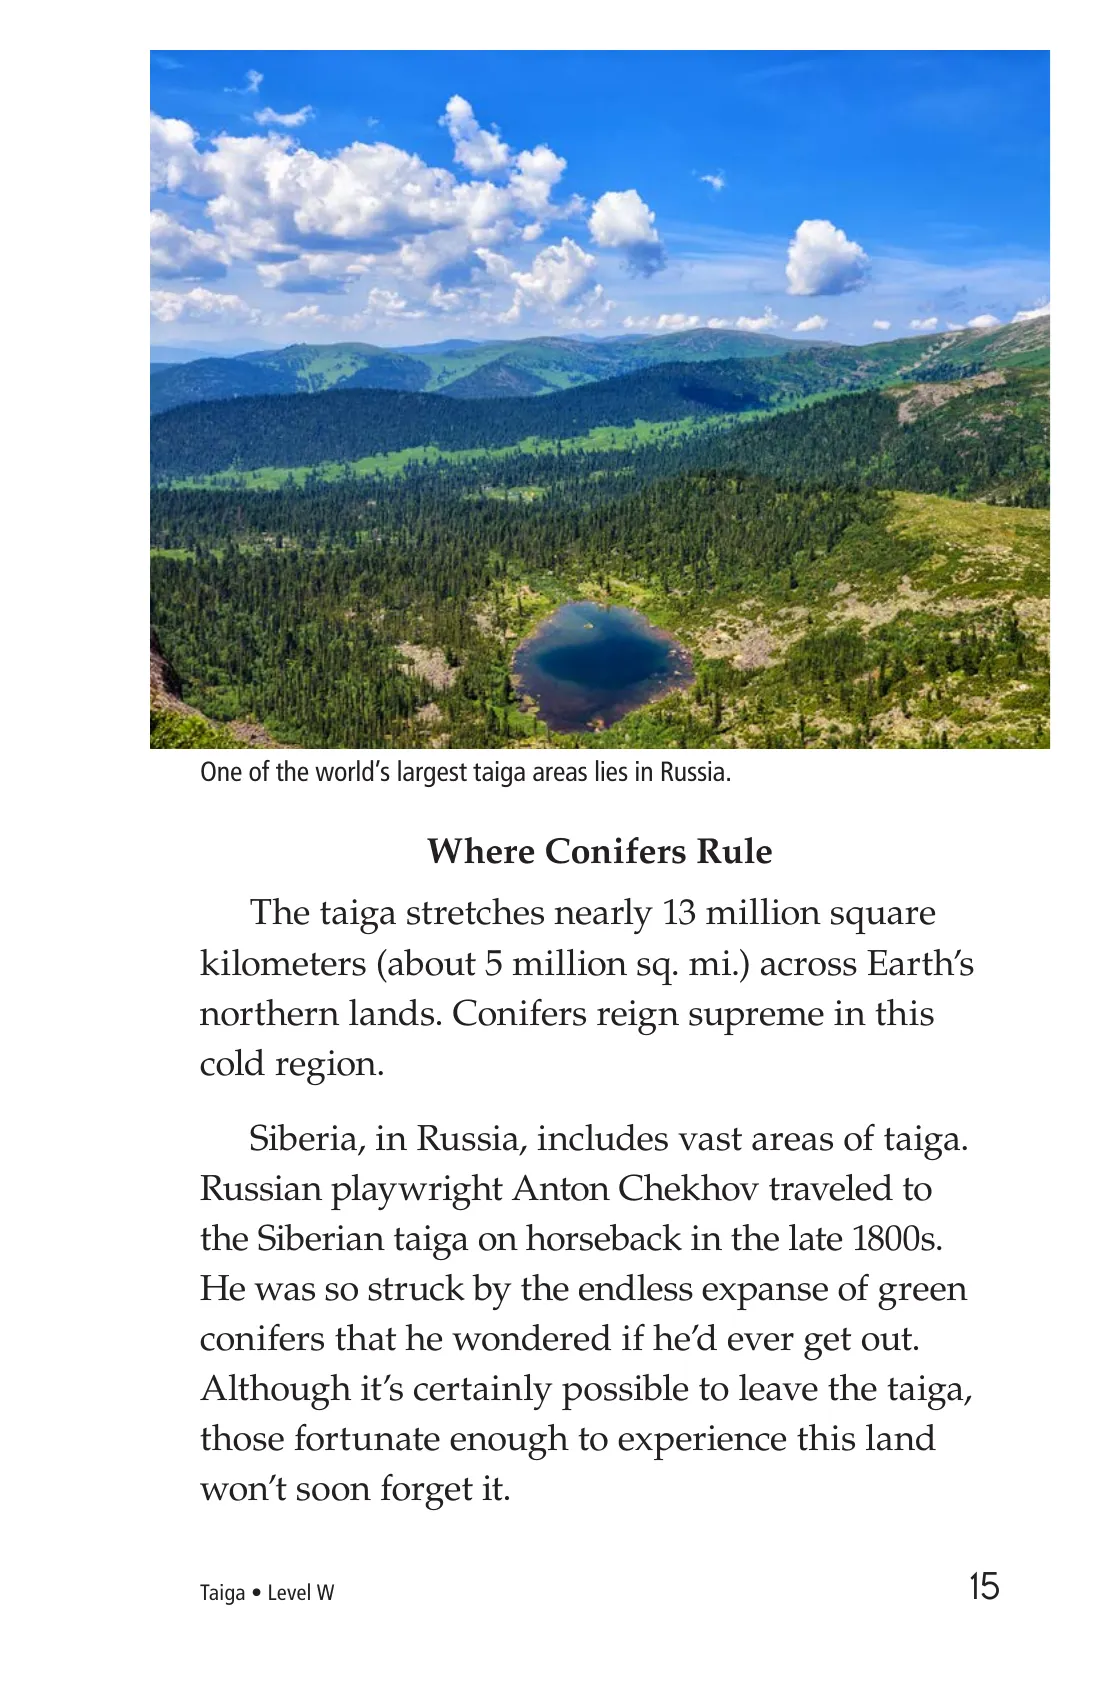 One of the world’s largest taiga areas lies in Russia.
Where Conifers Rule
The taiga stretches nearly 13 million square
kilometers (about 5 million sq. mi.) across Earth’s
northern lands. Conifers reign supreme in this
cold region.
Siberia, in Russia, includes vast areas of taiga.
Russian playwright Anton Chekhov traveled to
the Siberian taiga on horseback in the late 1800s.
He was so struck by the endless expanse of green
conifers that he wondered if he’d ever get out.
Although it’s certainly possible to leave the taiga,
those fortunate enough to experience this land
won’t soon forget it.
Taiga • Level W
15